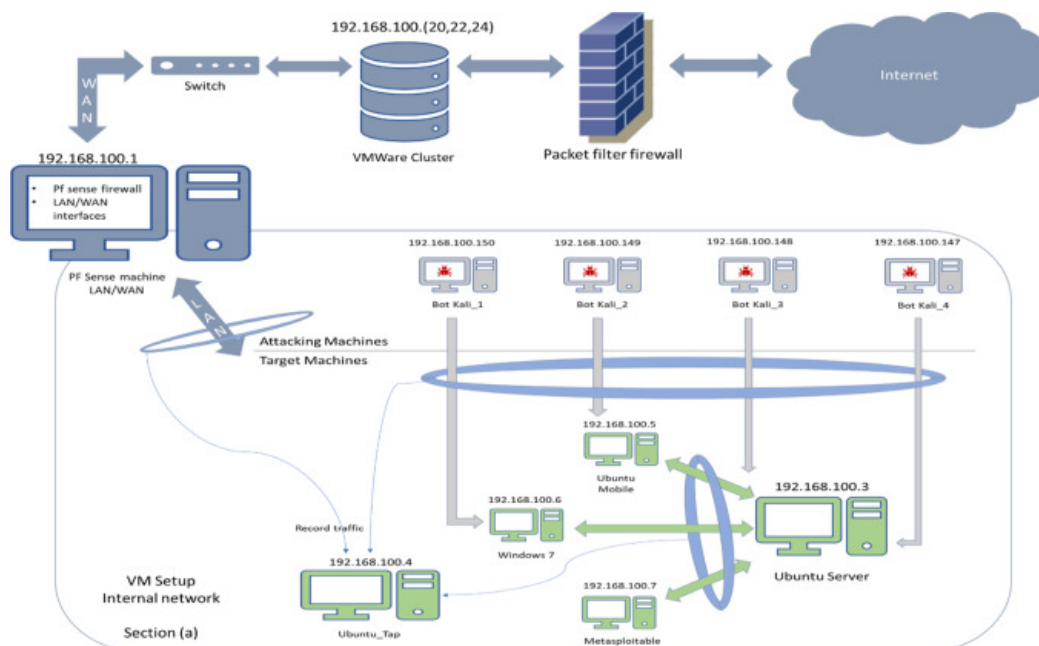 192.168.100.(20,22,24)
Internet
Switch
VMWare Cluster
Packet filter firewall
WAN
192.168.100.1
• Pf sense firewall
• LAN/WAN
interfaces
PF Sense machine
LAN/WAN
LAN
192.168.100.150
192.168.100.149
192.168.100.148
192.168.100.147
Bot Kali_1
Bot Kali_2
Bot Kali_3
Bot Kali_4
Attacking Machines
Target Machines
192.168.100.5
Ubuntu
Mobile
192.168.100.3
Ubuntu Server
192.168.100.6
Windows 7
Record traffic
192.168.100.4
Ubuntu_Tap
192.168.100.7
Metasploitable
VM Setup
Internal network
Section (a)